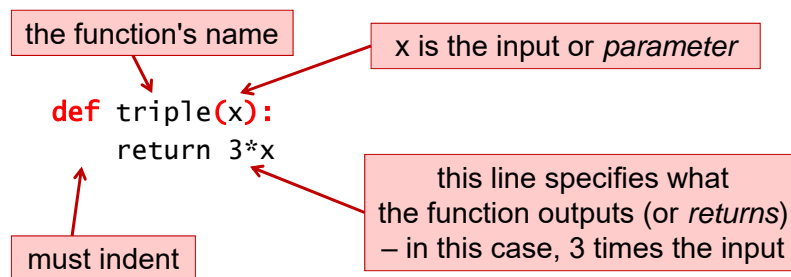 the function's name
x is the input or parameter
def triple(x):
    return 3*x
this line specifies what
the function outputs (or returns)
– in this case, 3 times the input
must indent